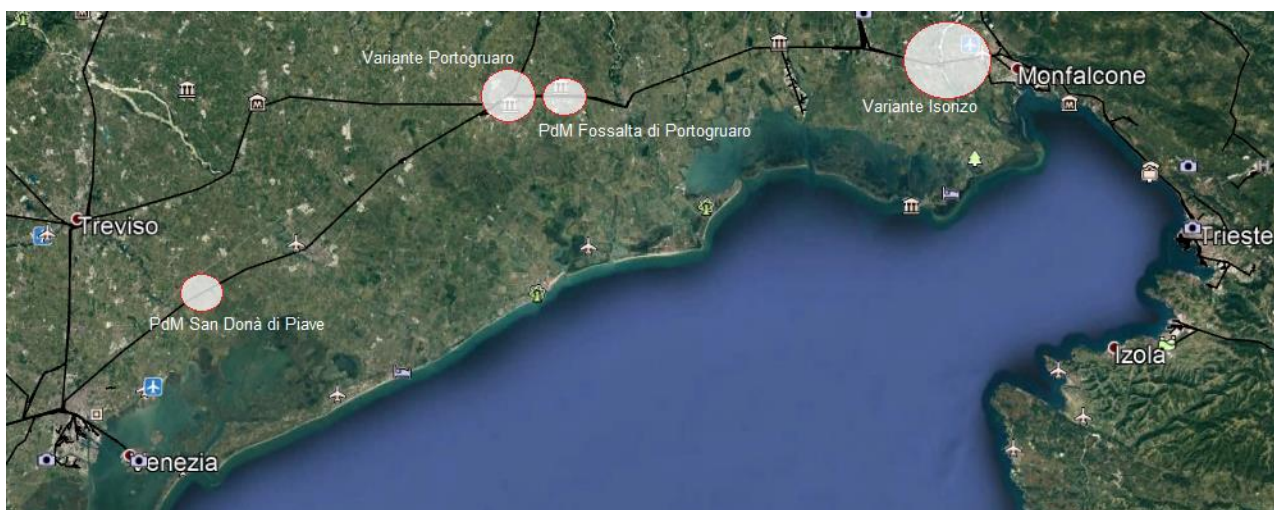 Variante Portogruaro
Monfalcone
Variante Isonzo
PdM Fossalta di Portogruaro
Treviso
Trieste
PdM San Donà di Piave
Izola
Venezia